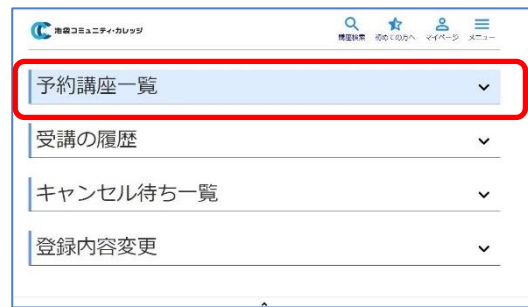 池袋コミュニティ・カレッジ
講座検索 初めての方へ マイページ メニュー
予約講座一覧
受講の履歴
キャンセル待ち一覧
登録内容変更